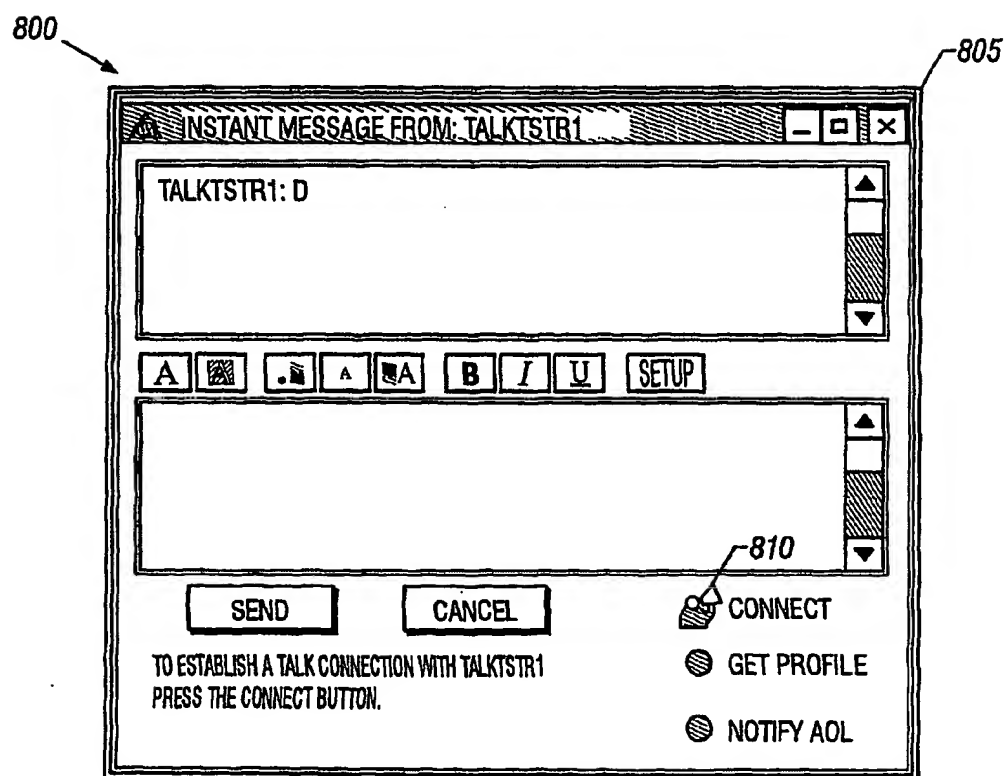 800
805
INSTANT MESSAGE FROM: TALKTSTR1
TALKTSTR1: D
A A A A B I U SETUP
810
SEND CANCEL CONNECT
TO ESTABLISH A TALK CONNECTION WITH TALKTSTR1
PRESS THE CONNECT BUTTON.
GET PROFILE
NOTIFY AOL